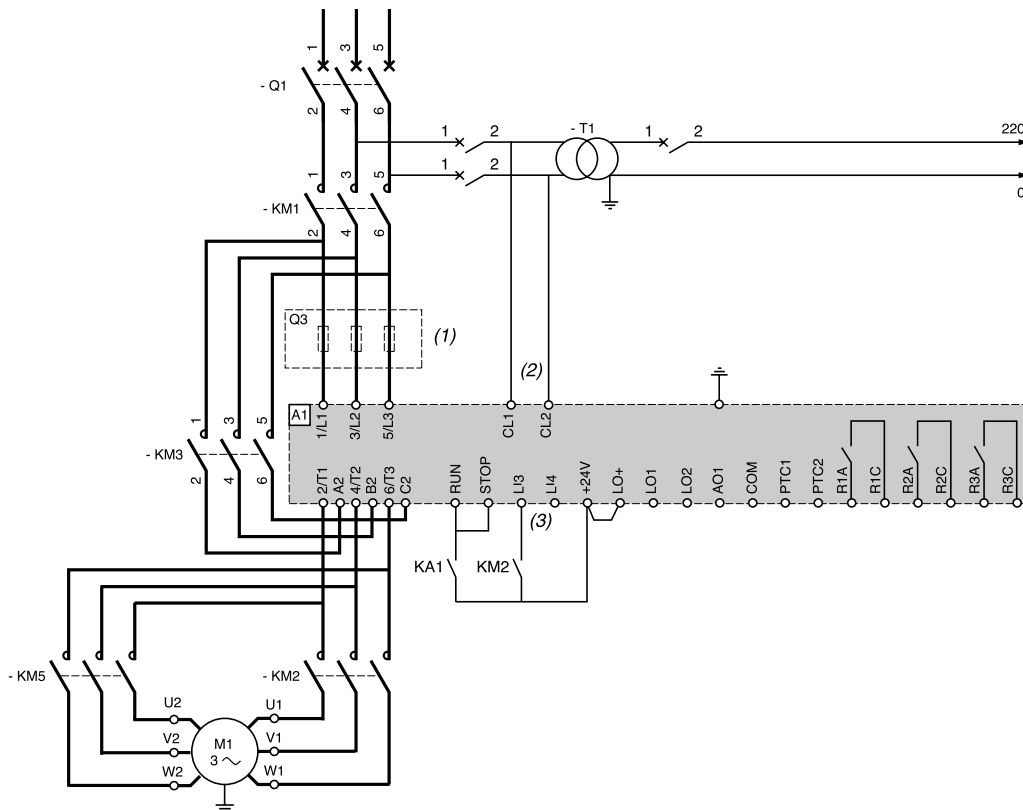 1 3 5
- Q1
2 4 6
1 2 - T1 1 2 220
1 2
0
1 3 5
- KM1
2 4 6
Q3
(1)
(2)
A1 1/L1 3/L2 5/L3 CL1 CL2
1 3 5
- KM3
2 4 6
2/T1 A2 4/T2 B2 6/T3 C2 RUN STOP LI3 LI4 +24V LO+ LO1 LO2 AO1 COM PTC1 PTC2 R1A R1C R2A R2C R3A R3C
(3)
KA1 KM2
- KM5 - KM2
U2 U1
V2 M1 V1
3
W2 W1